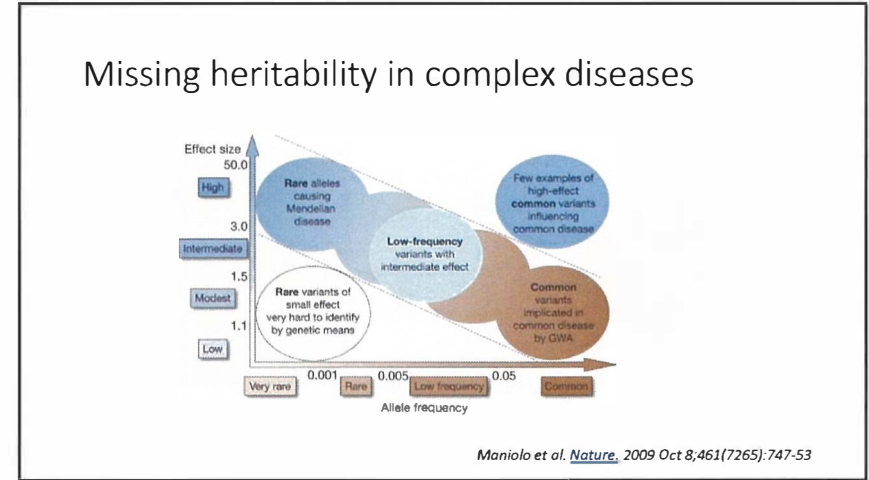 Missing heritability in complex diseases
Effect size
50.0
High
3.0
Intermediate
1.5
Modest
1.1
Low
Rare alleles
causing
Mendelian
disease
Few examples of
high-effect
common variants
influencing
common disease
Low-frequency
variants with
intermediate effect
Rare variants of
small effect
very hard to identify
by genetic means
Common
variants
implicated in
common disease
by GWA
0.001
0.005
0.05
Very rare
Rare
Low frequency
Common
Allele frequency
Maniolo et al. Nature. 2009 Oct 8;461(7265):747-53